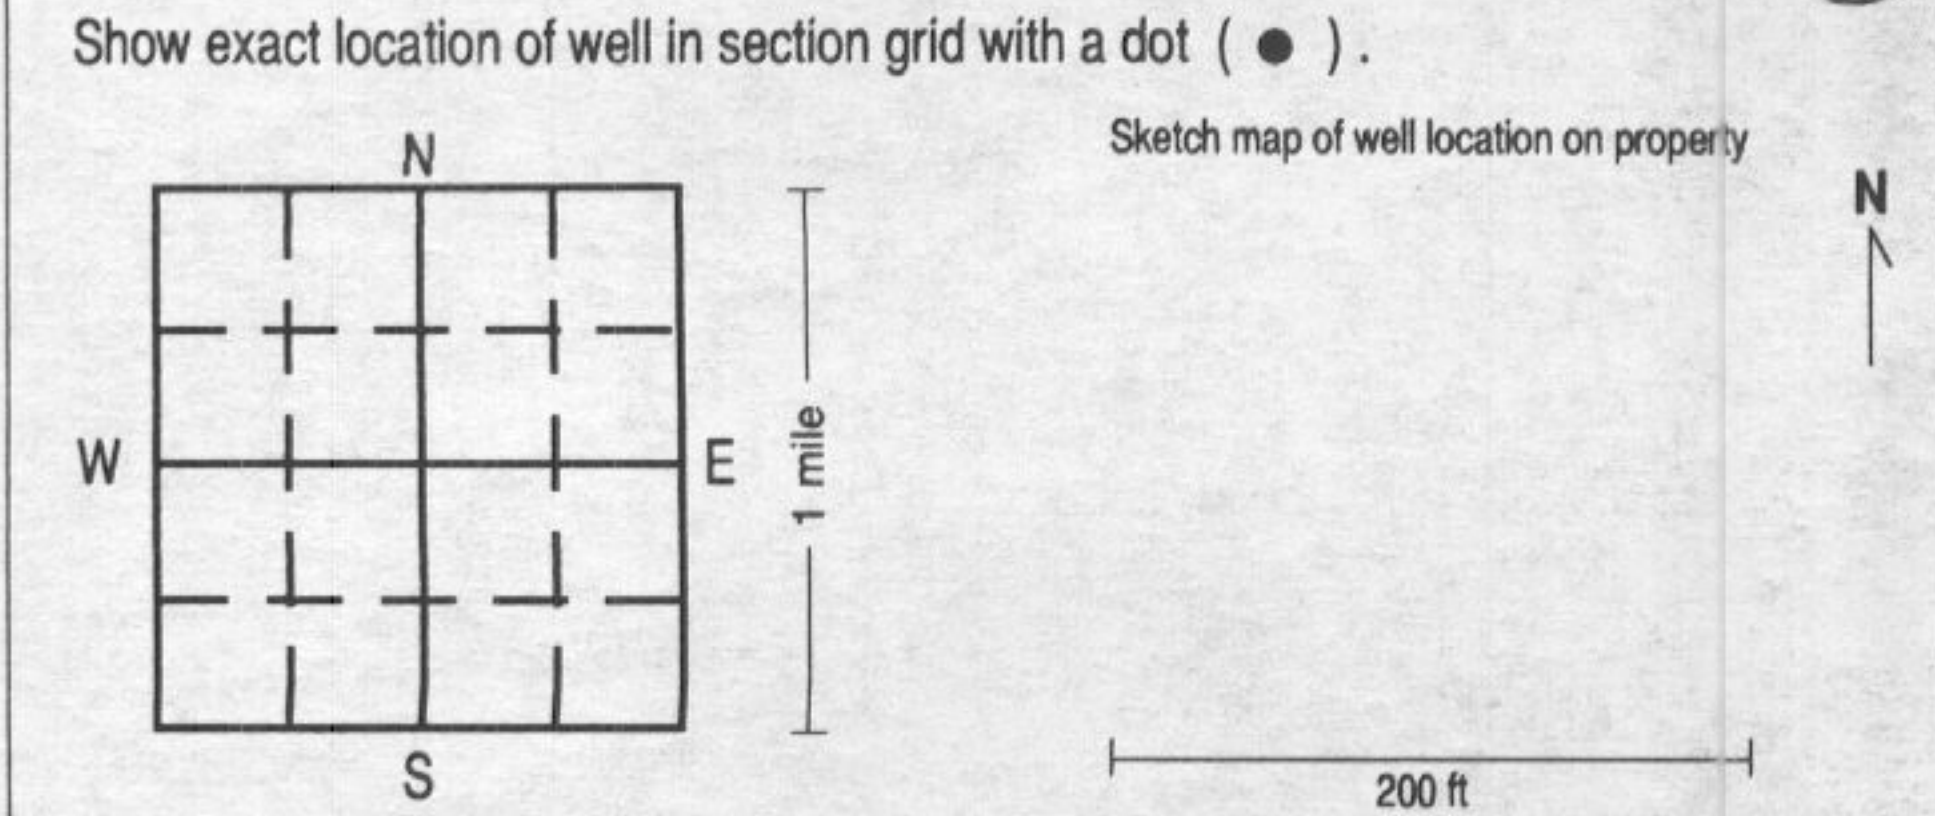 Show exact location of well in section grid with a dot ( ● ) .
Sketch map of well location on property
N
N
W
E
1 mile
S
200 ft